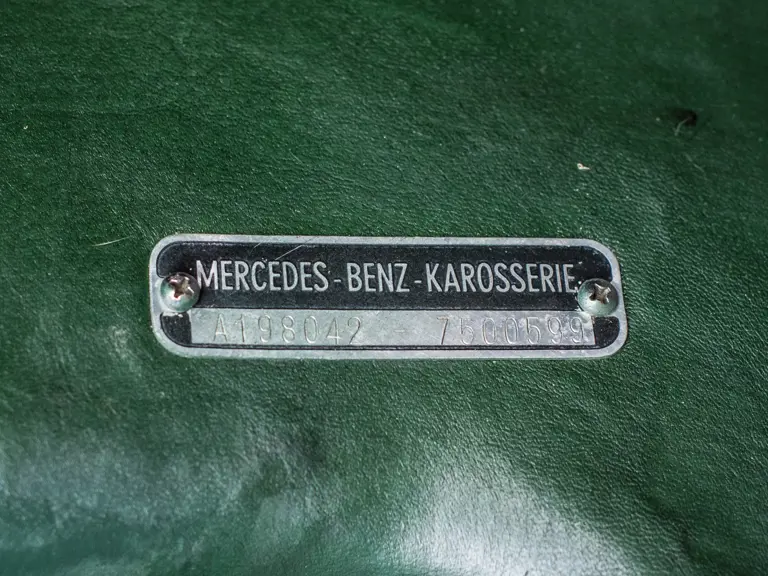 MERCEDES-BENZ-KAROSSERIE
A198042 - 7500599